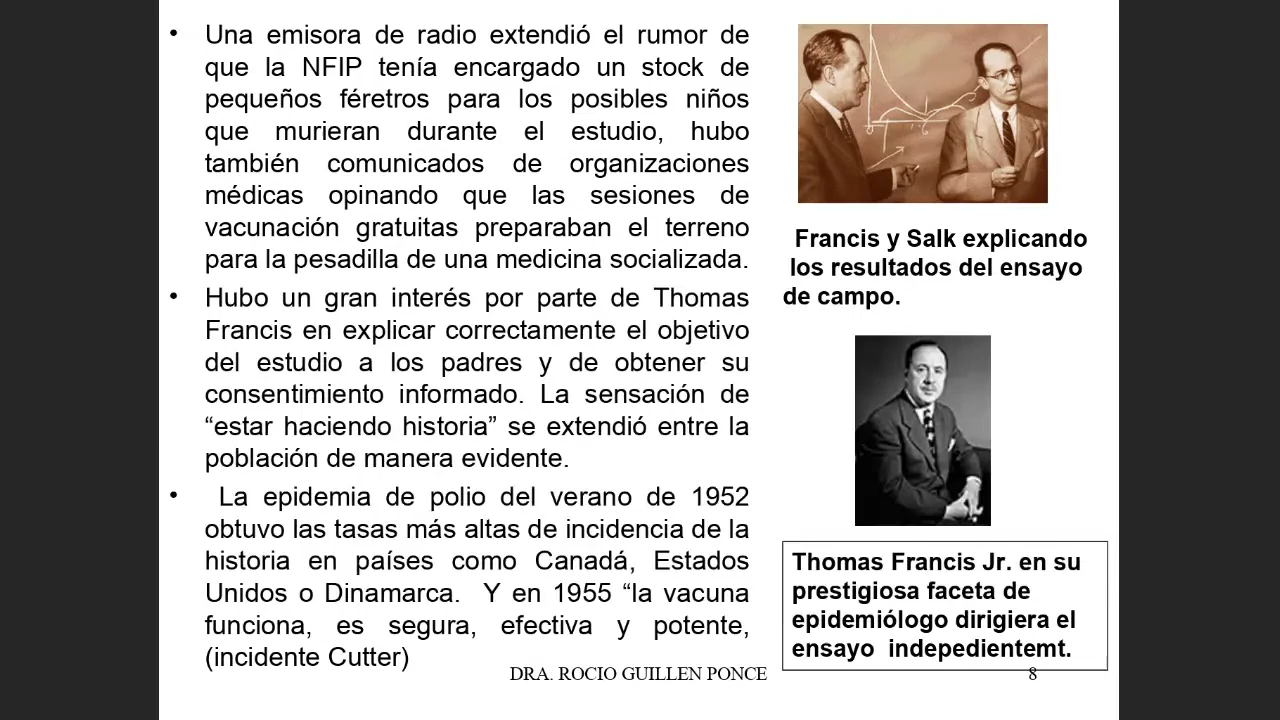 • Una emisora de radio extendió el rumor de
que la NFIP tenía encargado un stock de
pequeños féretros para los posibles niños
que murieran durante el estudio, hubo
también comunicados de organizaciones
médicas opinando que las sesiones de
vacunación gratuitas preparaban el terreno
para la pesadilla de una medicina socializada.
• Hubo un gran interés por parte de Thomas
Francis en explicar correctamente el objetivo
del estudio a los padres y de obtener su
consentimiento informado. La sensación de
“estar haciendo historia” se extendió entre la
población de manera evidente.
• La epidemia de polio del verano de 1952
obtuvo las tasas más altas de incidencia de la
historia en países como Canadá, Estados
Unidos o Dinamarca. Y en 1955 “la vacuna
funciona, es segura, efectiva y potente,
(incidente Cutter)
Francis y Salk explicando
los resultados del ensayo
de campo.
Thomas Francis Jr. en su
prestigiosa faceta de
epidemiólogo dirigiera el
ensayo indepedientemt.
DRA. ROCIO GUILLEN PONCE
8